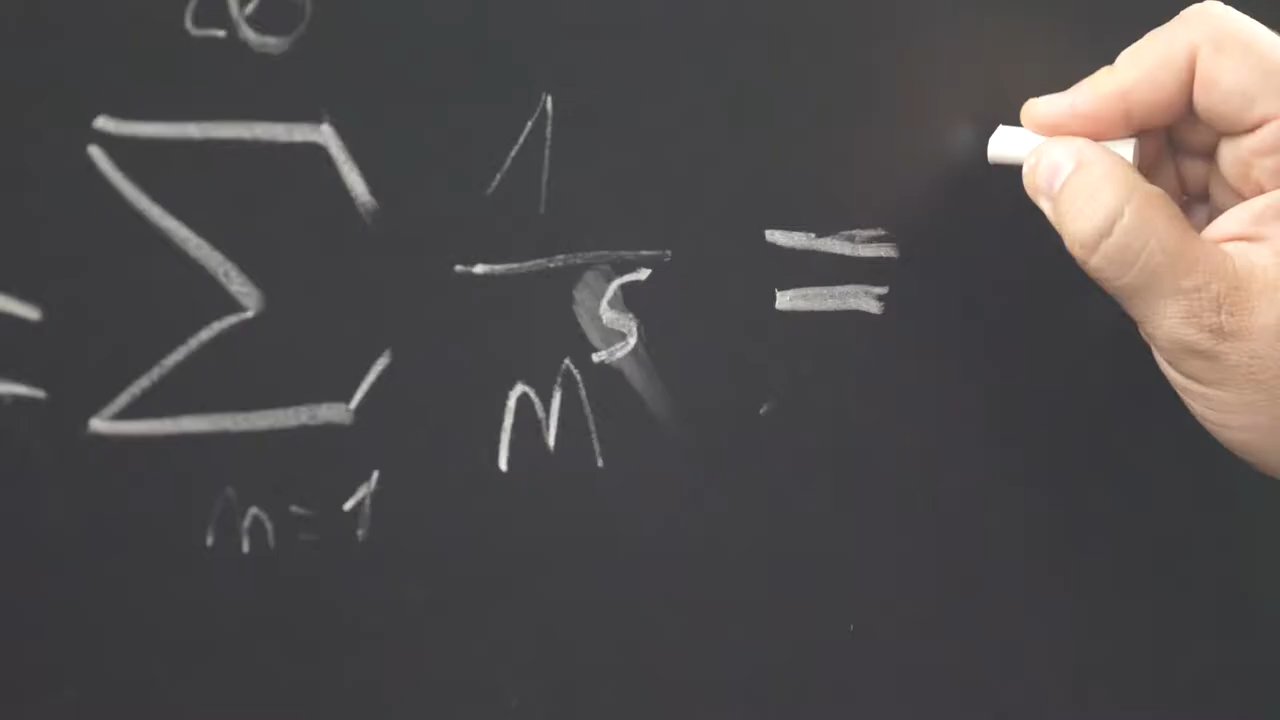 ∞
= Σ 1/n^s =
n=1